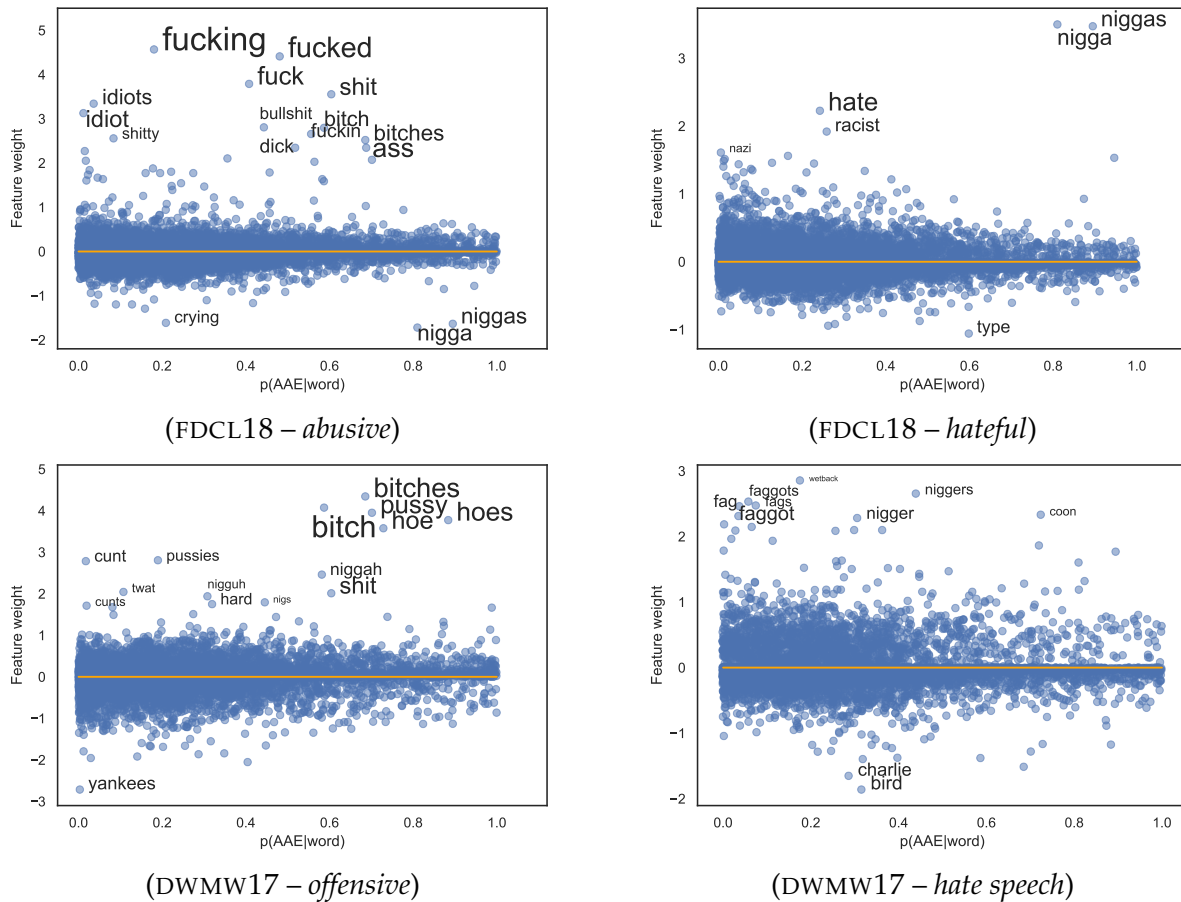 5
4
3
2
1
0
−1
−2
Feature weight
fucking
fucked
fuck
shit
idiots
idiot
shitty
bullshit
bitch
fuckin
dick
bitches
ass
crying
niggas
nigga
0.0 0.2 0.4 0.6 0.8 1.0
p(AAE|word)
(FDCL18 – abusive)
3
2
1
0
−1
Feature weight
niggas
nigga
hate
racist
nazi
type
0.0 0.2 0.4 0.6 0.8 1.0
p(AAE|word)
(FDCL18 – hateful)
5
4
3
2
1
0
−1
−2
−3
Feature weight
bitches
pussy
hoes
bitch
hoe
cunt
pussies
niggah
shit
twat
nigguh
hard
nigs
cunts
yankees
0.0 0.2 0.4 0.6 0.8 1.0
p(AAE|word)
(DWMW17 – offensive)
3
2
1
0
−1
−2
Feature weight
wetback
faggots
fag
fags
faggot
niggers
nigger
coon
charlie
bird
0.0 0.2 0.4 0.6 0.8 1.0
p(AAE|word)
(DWMW17 – hate speech)